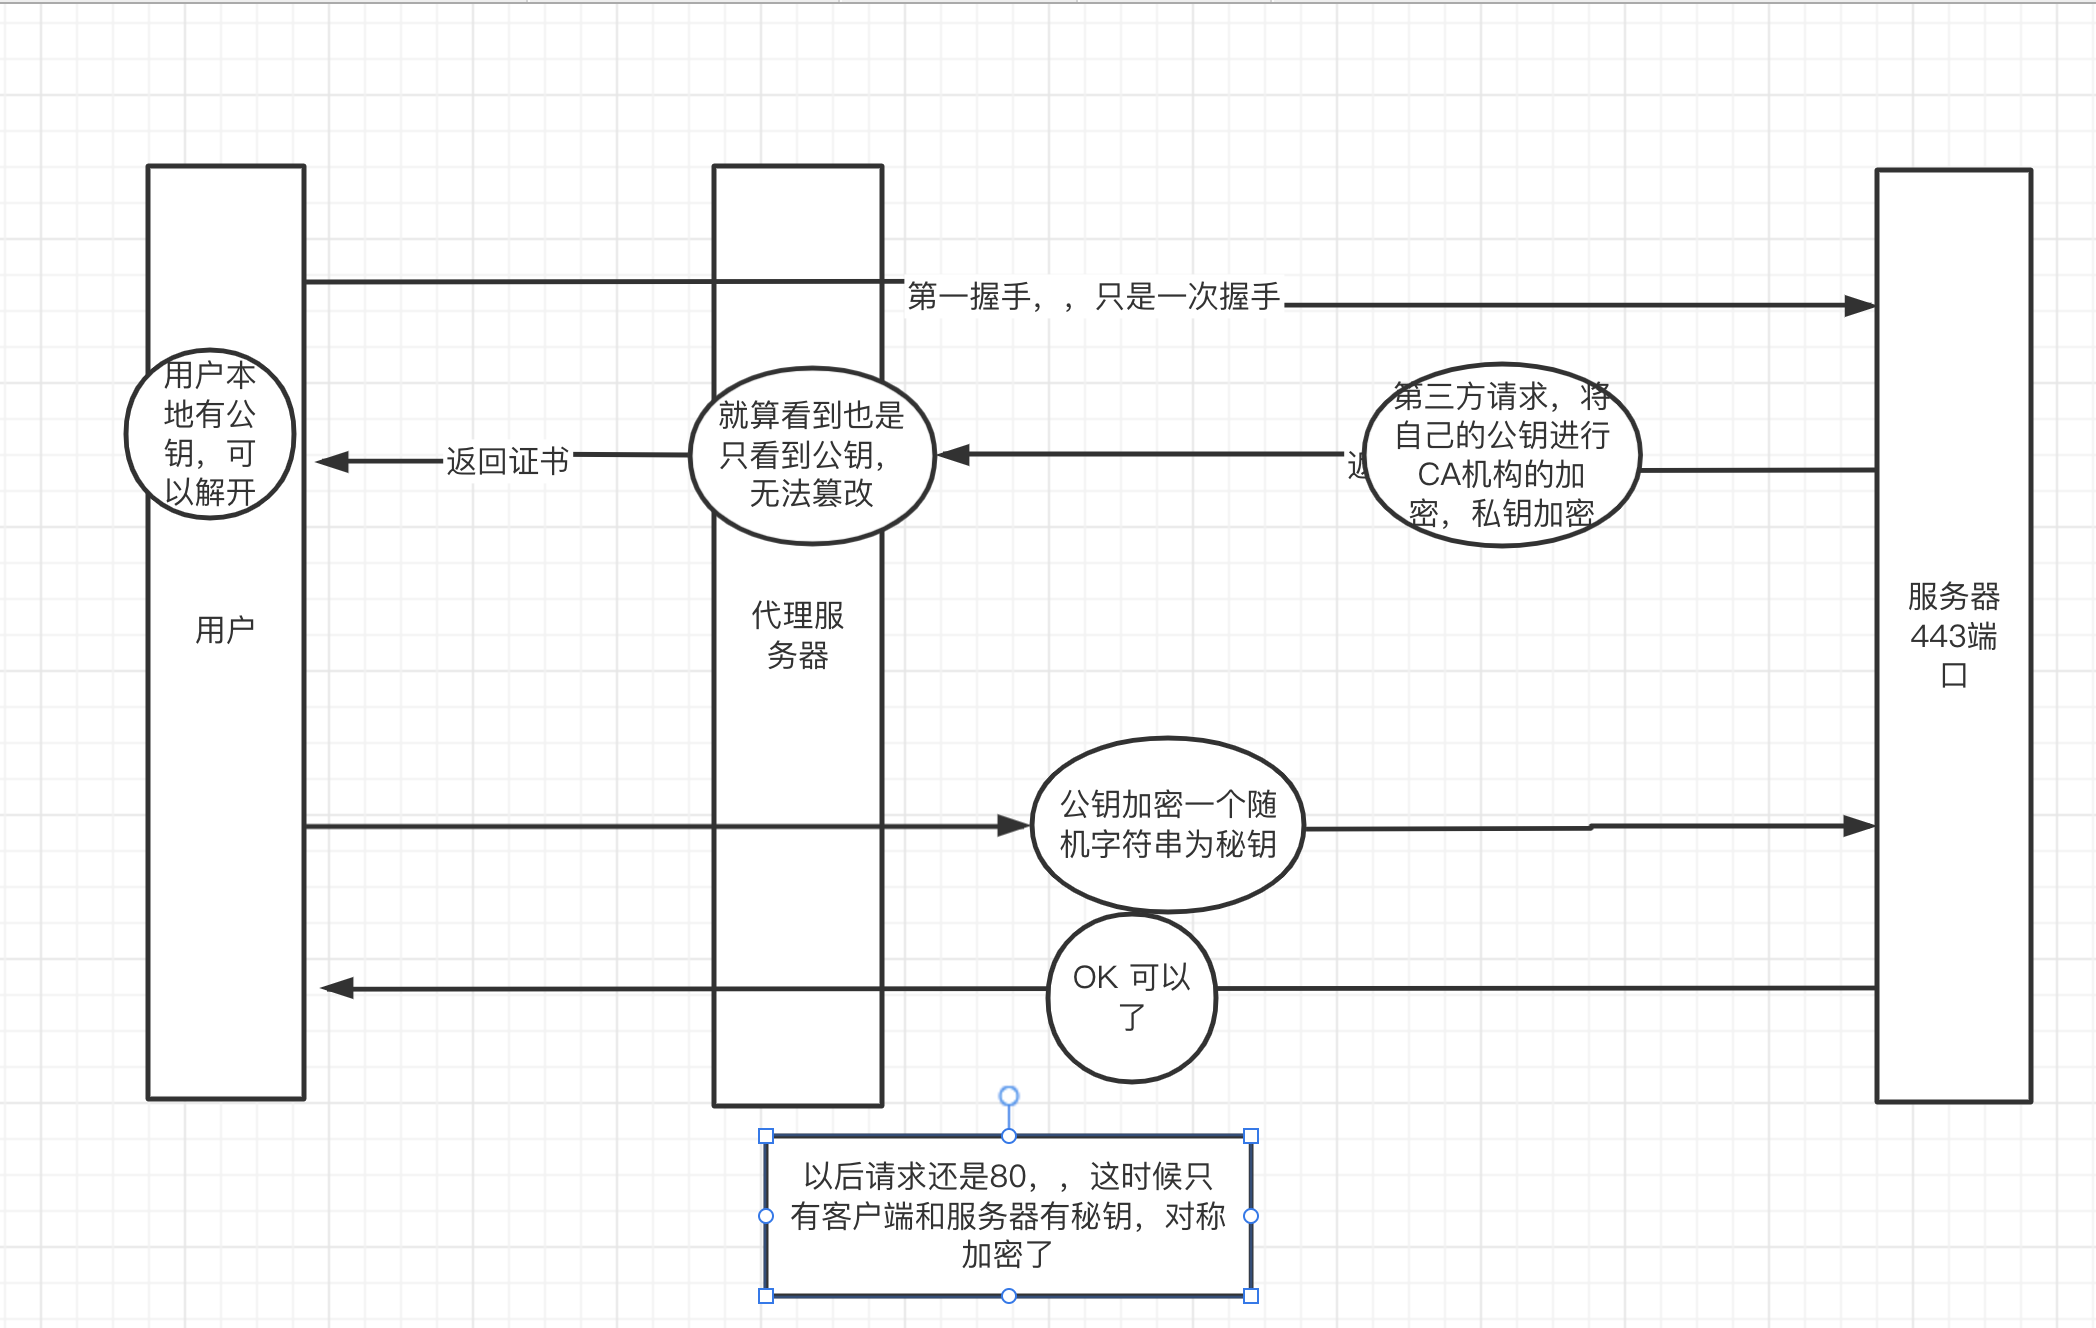 第一握手，，只是一次握手
用户本
地有公
钥，可
以解开
返回证书
就算看到也是
只看到公钥，
无法篡改
第三方请求，将
自己的公钥进行
CA机构的加
密，私钥加密
用户
代理服
务器
服务器
443端
口
公钥加密一个随
机字符串为秘钥
OK 可以
了
以后请求还是80，，这时候只
有客户端和服务器有秘钥，对称
加密了